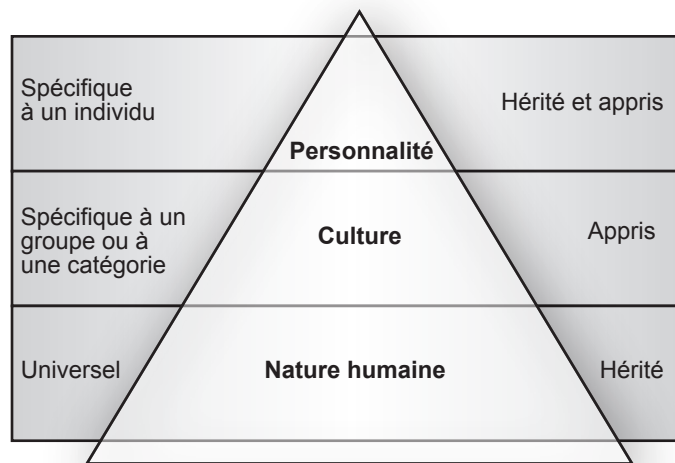 Spécifique
à un individu
Hérité et appris
Personnalité
Spécifique à un
groupe ou à
une catégorie
Culture
Appris
Universel
Nature humaine
Hérité